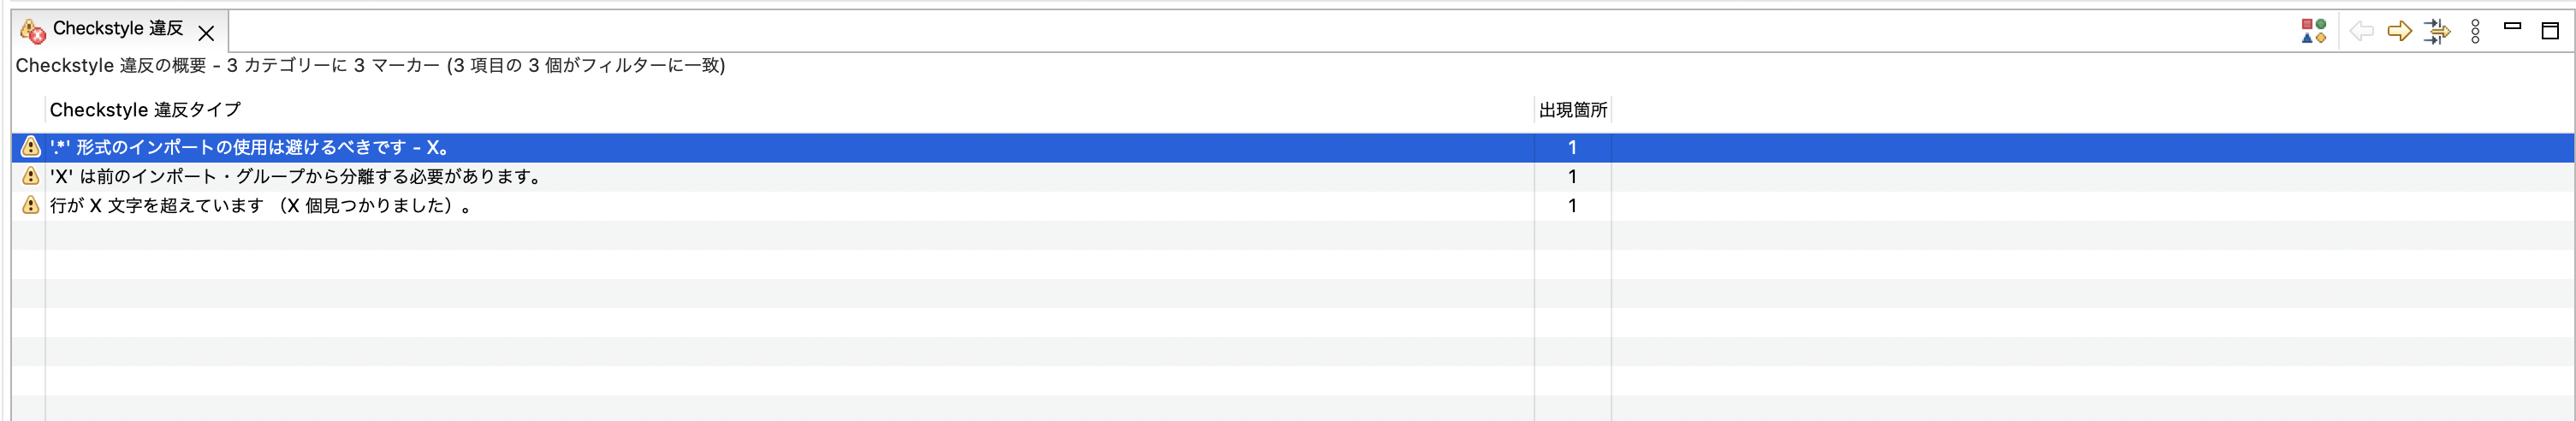 Checkstyle 違反
Checkstyle 違反の概要 - 3 カテゴリーに 3 マーカー (3 項目の 3 個がフィルターに一致)
Checkstyle 違反タイプ 出現箇所
'.*' 形式のインポートの使用は避けるべきです - X。 1
'X' は前のインポート・グループから分離する必要があります。 1
行が X 文字を超えています （X 個見つかりました）。 1